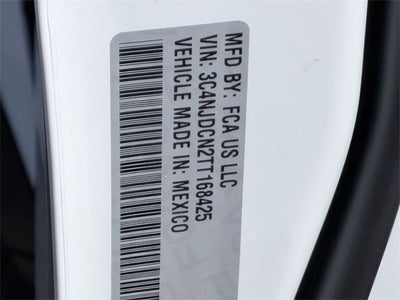 MFD BY: FCA US LLC
VIN: 3C4NJDCN2TT168425
VEHICLE MADE IN: MEXICO